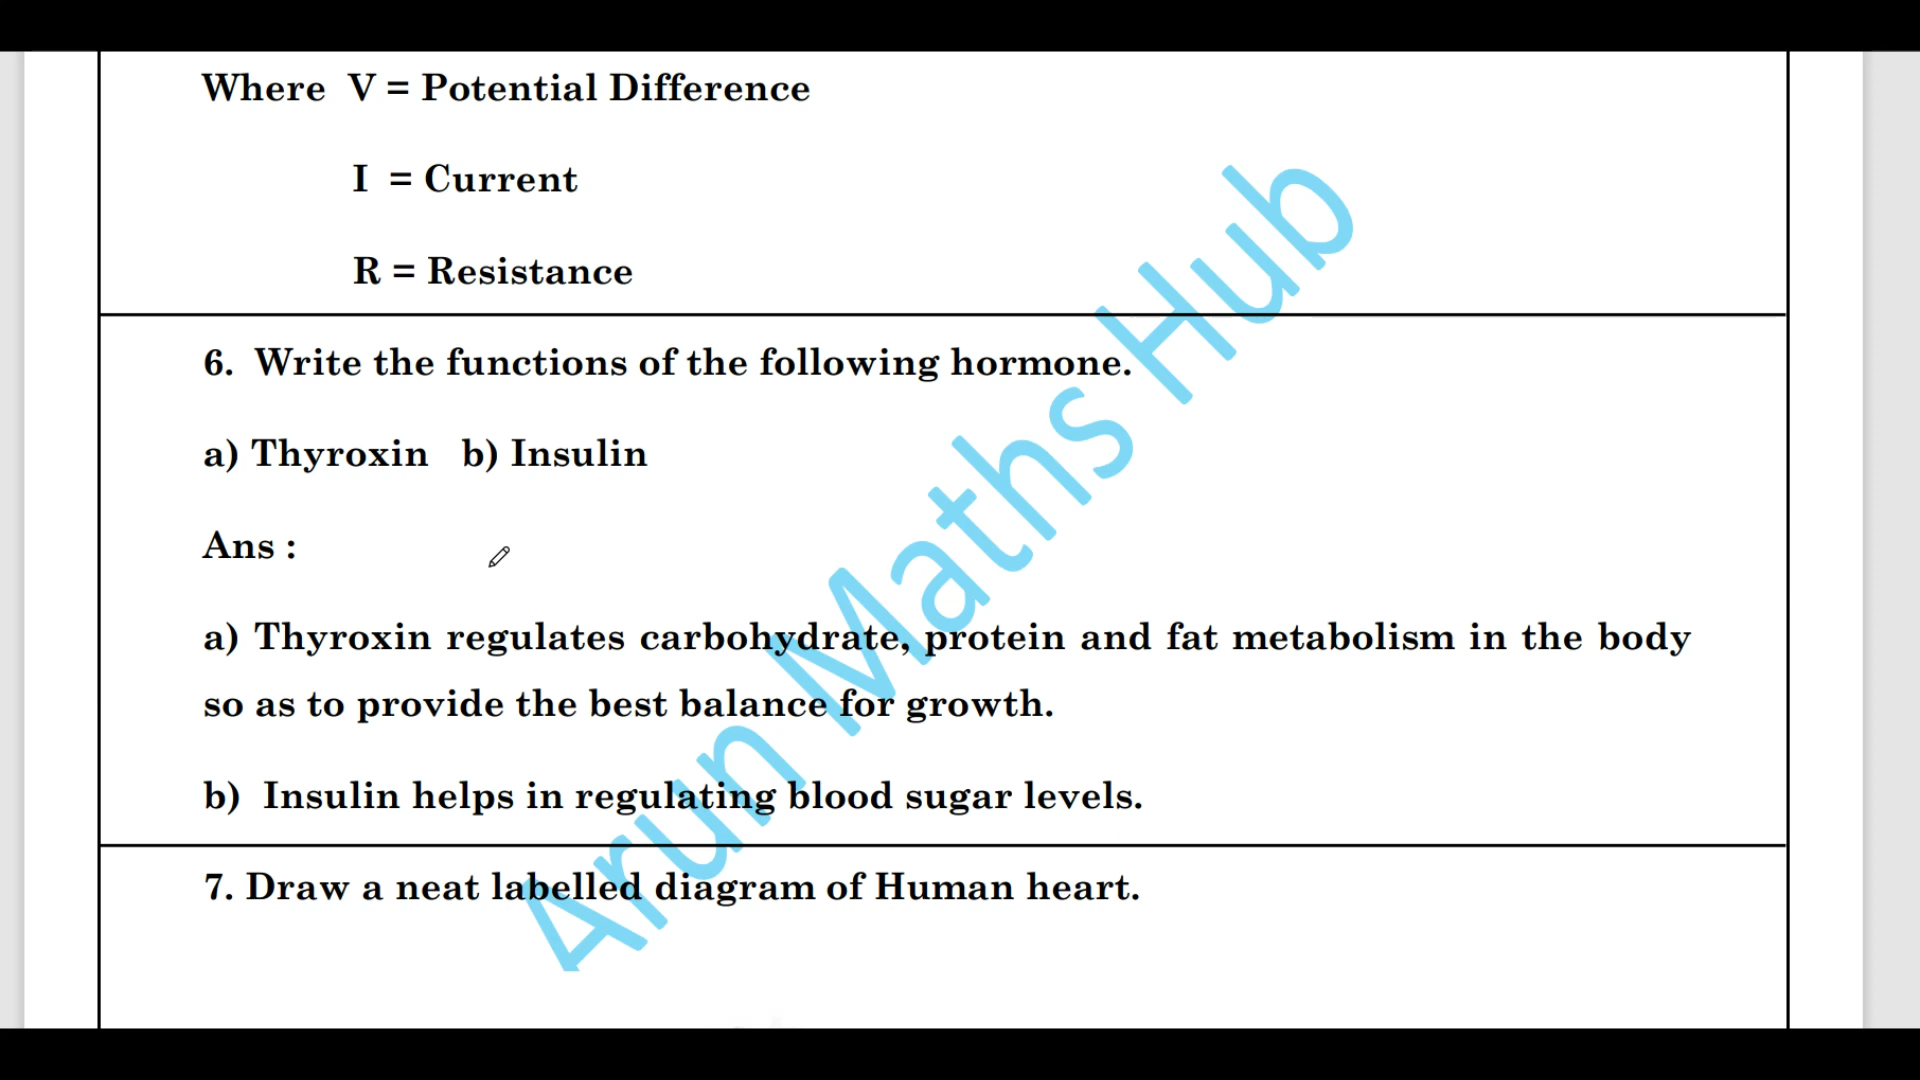 Where V = Potential Difference
I = Current
R = Resistance
6. Write the functions of the following hormone.
a) Thyroxin b) Insulin
Ans :
a) Thyroxin regulates carbohydrate, protein and fat metabolism in the body
so as to provide the best balance for growth.
b) Insulin helps in regulating blood sugar levels.
7. Draw a neat labelled diagram of Human heart.
Arun Maths Hub